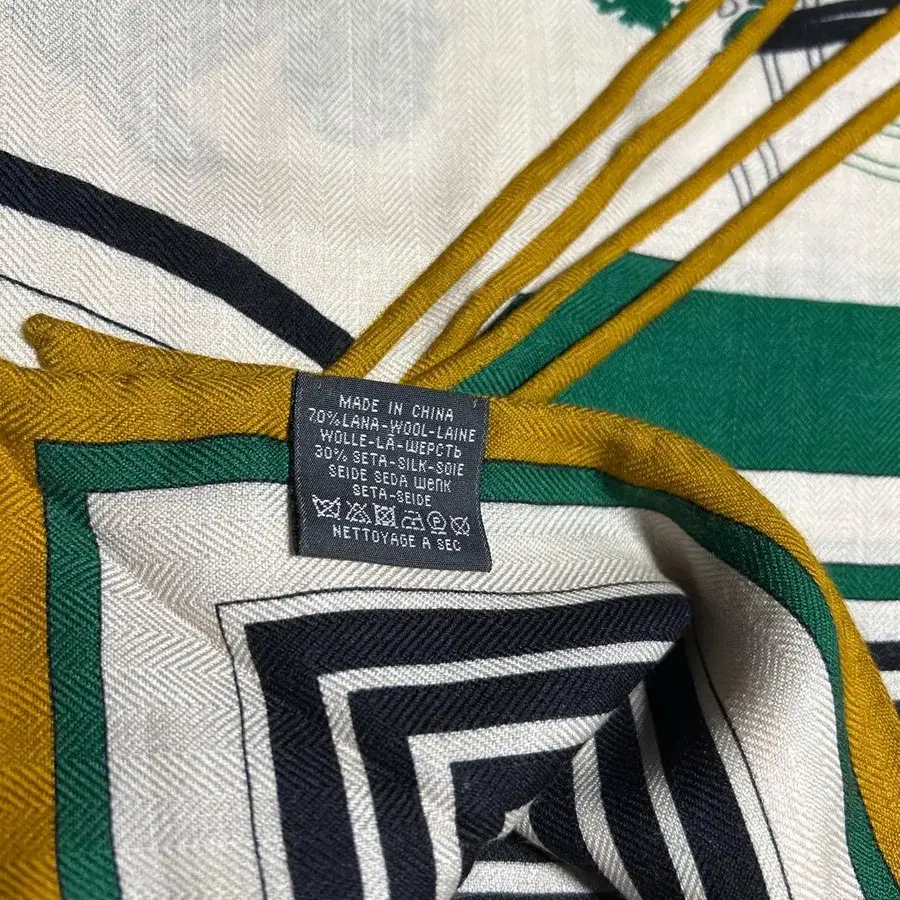 MADE IN CHINA
70%LANA-WOOL-LAINE
WOLLE-LÃ-ШЕРСТЬ
30% SETA-SILK-SOIE
SEIDE SEDA шелк
SETA-SEIDE
NETTOYAGE A SEC